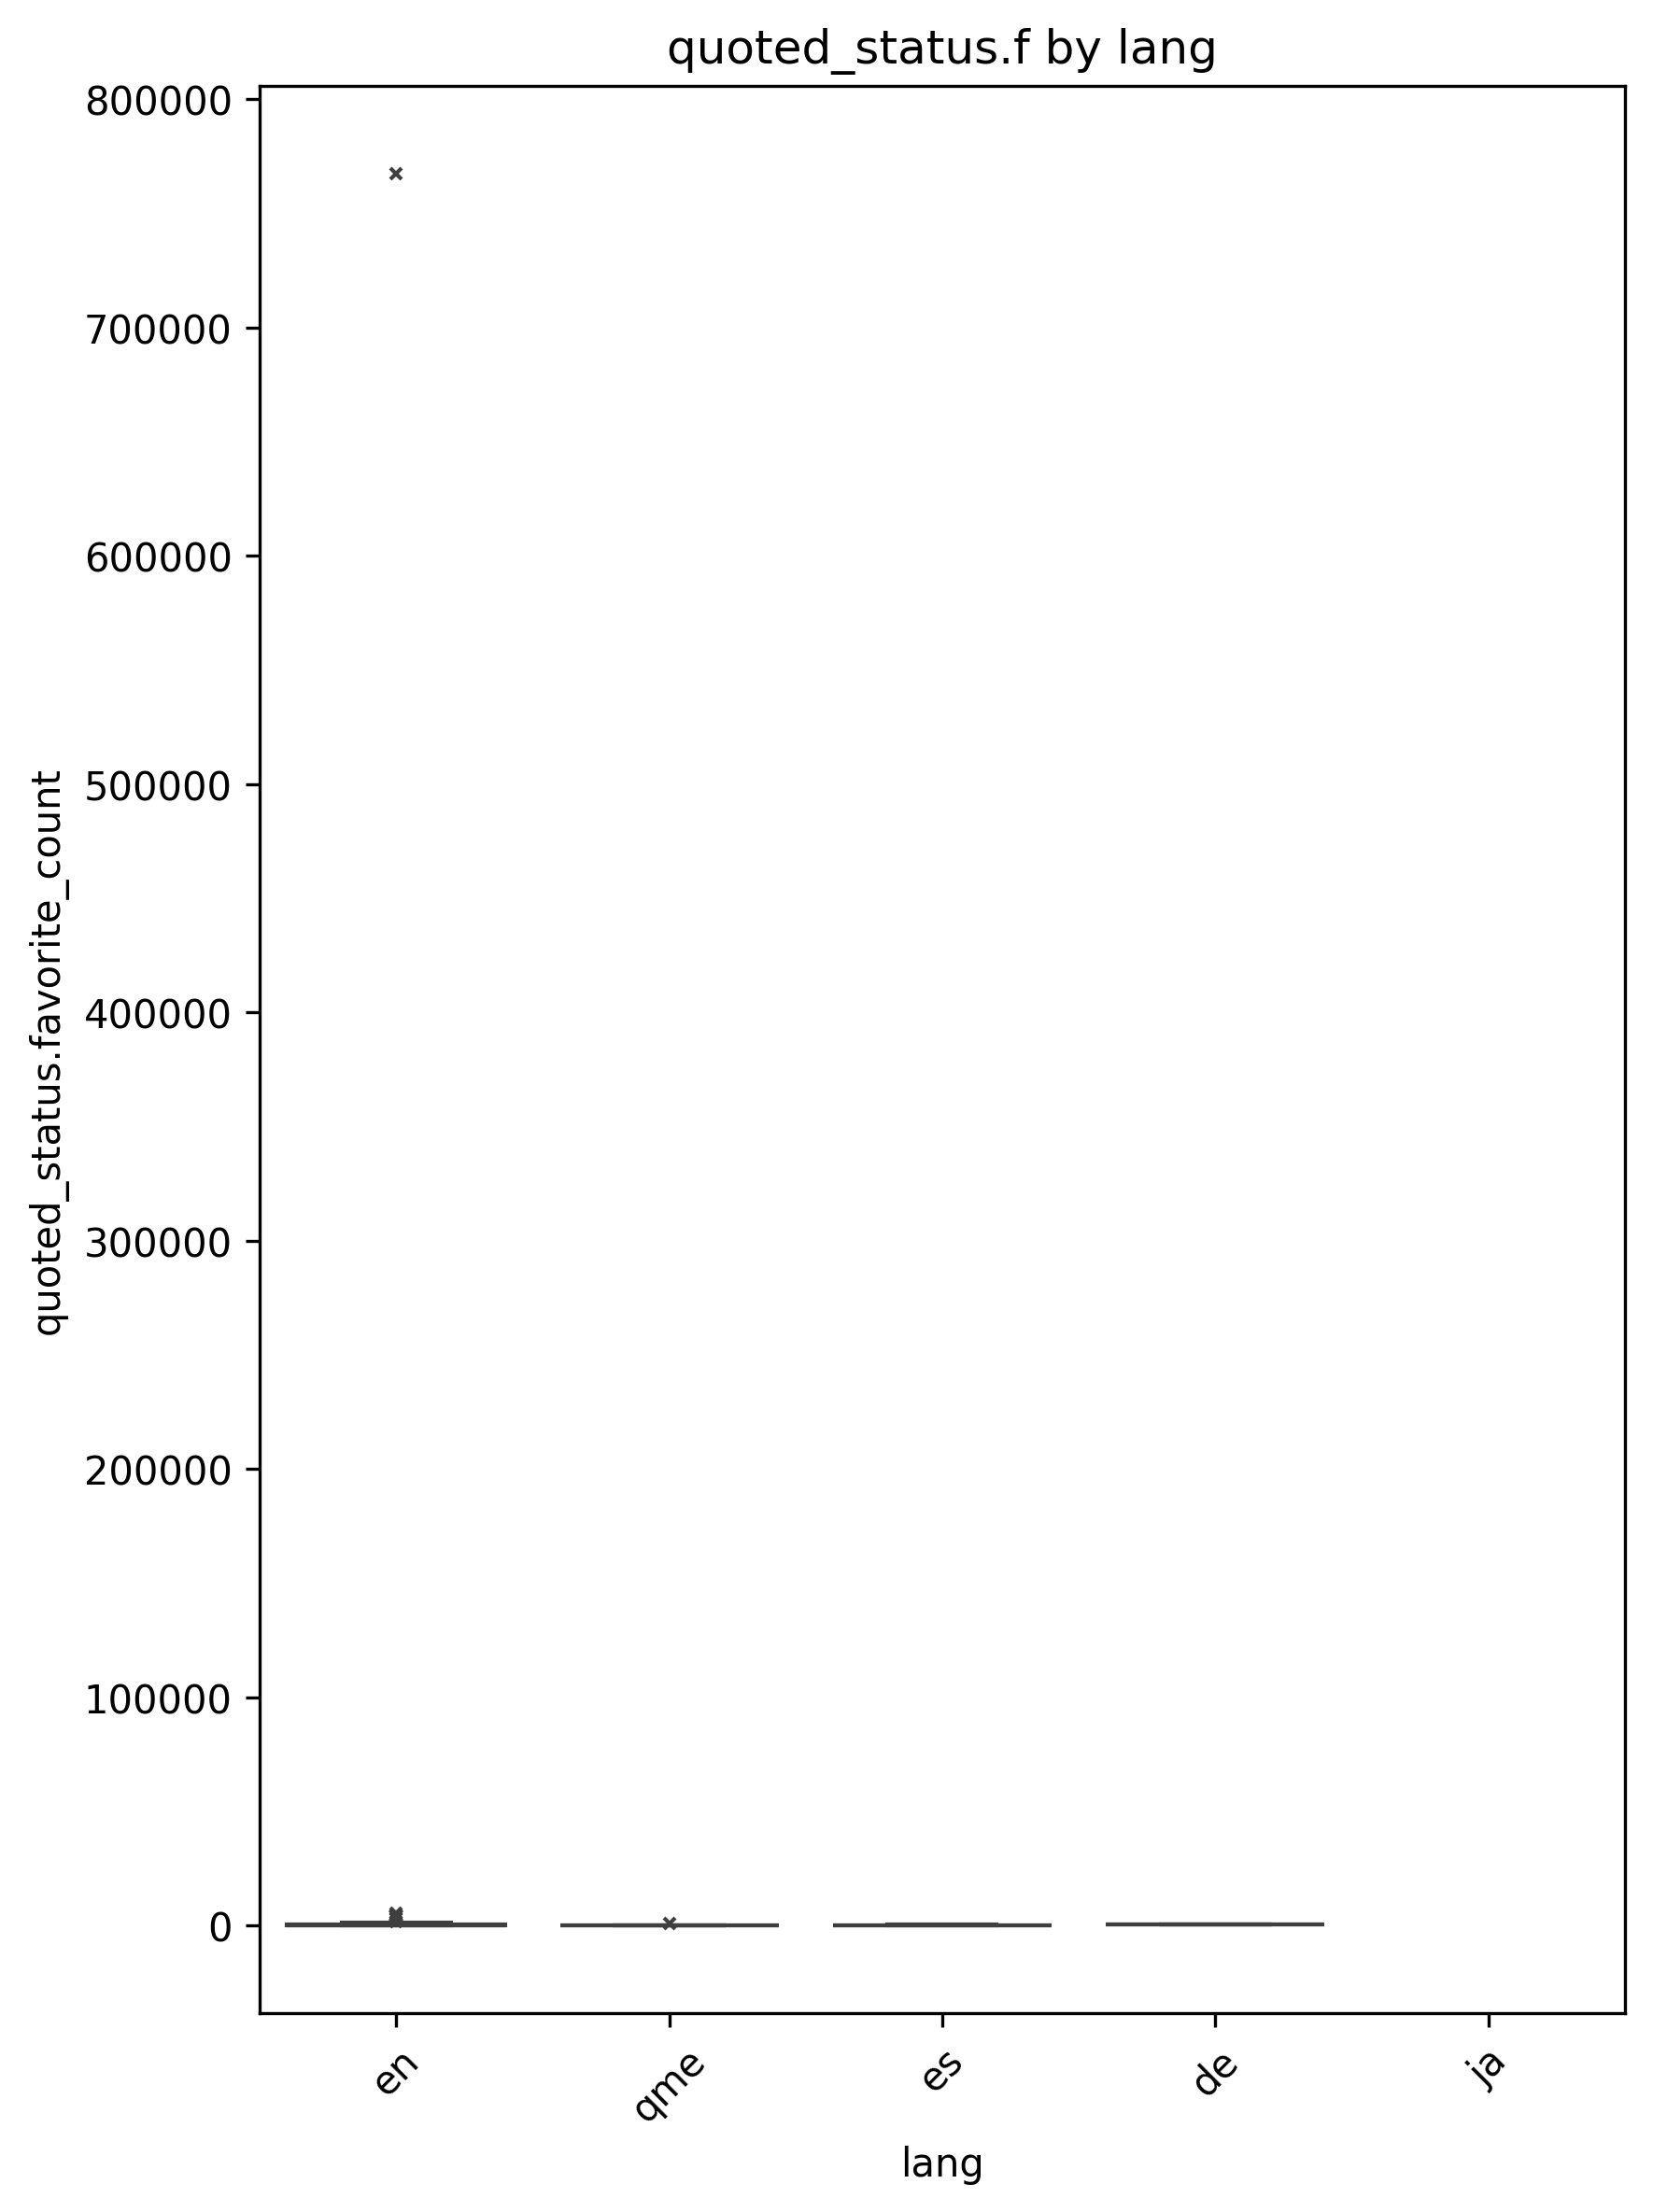 quoted_status.f by lang
800000
700000
600000
500000
400000
300000
200000
100000
0
quoted_status.favorite_count
en
qme
es
de
ja
lang